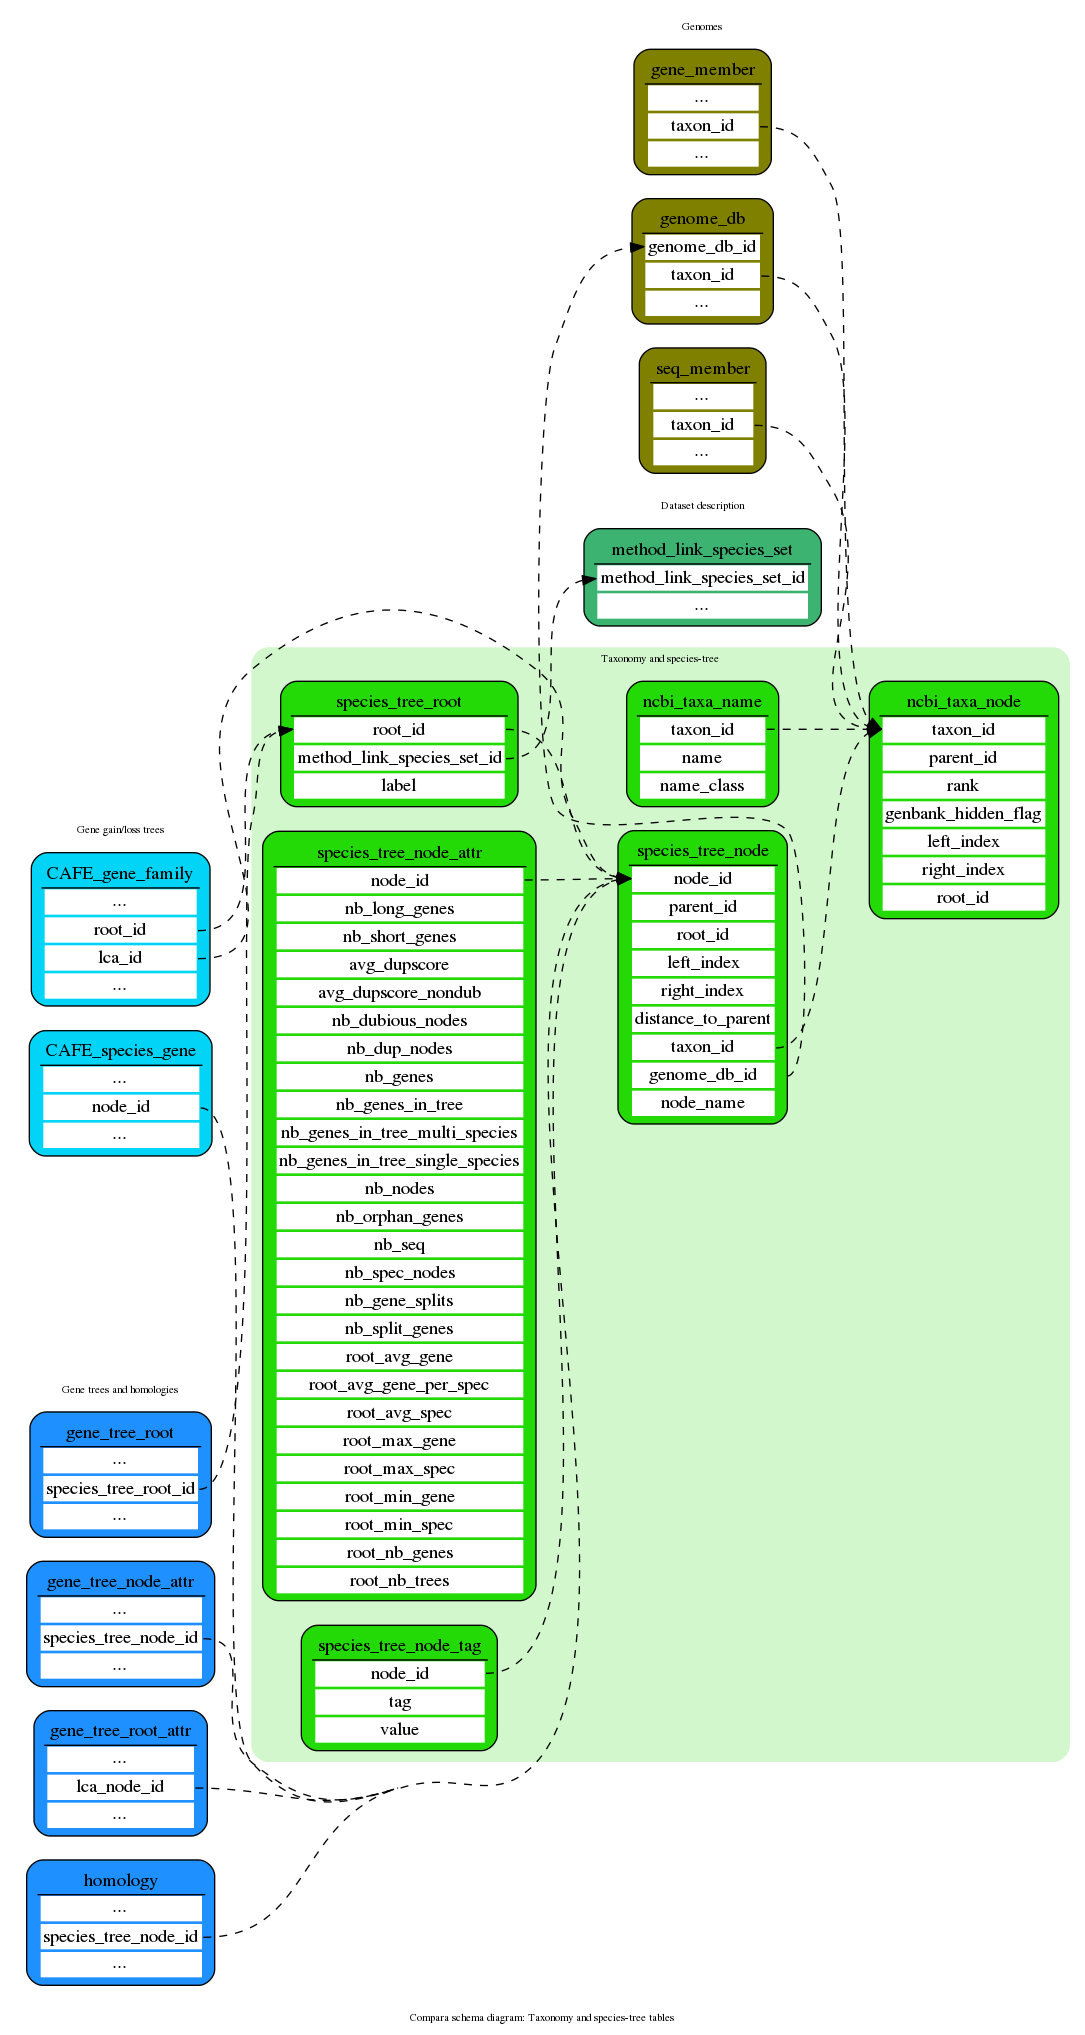 Genomes
gene_member
...
taxon_id
...
genome_db
genome_db_id
taxon_id
...
seq_member
...
taxon_id
...
Dataset description
method_link_species_set
method_link_species_set_id
...
Taxonomy and species-tree
species_tree_root
root_id
method_link_species_set_id
label
ncbi_taxa_name
taxon_id
name
name_class
ncbi_taxa_node
taxon_id
parent_id
rank
genbank_hidden_flag
left_index
right_index
root_id
species_tree_node_attr
node_id
nb_long_genes
nb_short_genes
avg_dupscore
avg_dupscore_nondub
nb_dubious_nodes
nb_dup_nodes
nb_genes
nb_genes_in_tree
nb_genes_in_tree_multi_species
nb_genes_in_tree_single_species
nb_nodes
nb_orphan_genes
nb_seq
nb_spec_nodes
nb_gene_splits
nb_split_genes
root_avg_gene
root_avg_gene_per_spec
root_avg_spec
root_max_gene
root_max_spec
root_min_gene
root_min_spec
root_nb_genes
root_nb_trees
species_tree_node
node_id
parent_id
root_id
left_index
right_index
distance_to_parent
taxon_id
genome_db_id
node_name
species_tree_node_tag
node_id
tag
value
Gene gain/loss trees
CAFE_gene_family
...
root_id
lca_id
...
CAFE_species_gene
...
node_id
...
Gene trees and homologies
gene_tree_root
...
species_tree_root_id
...
gene_tree_node_attr
...
species_tree_node_id
...
gene_tree_root_attr
...
lca_node_id
...
homology
...
species_tree_node_id
...
Compara schema diagram: Taxonomy and species-tree tables